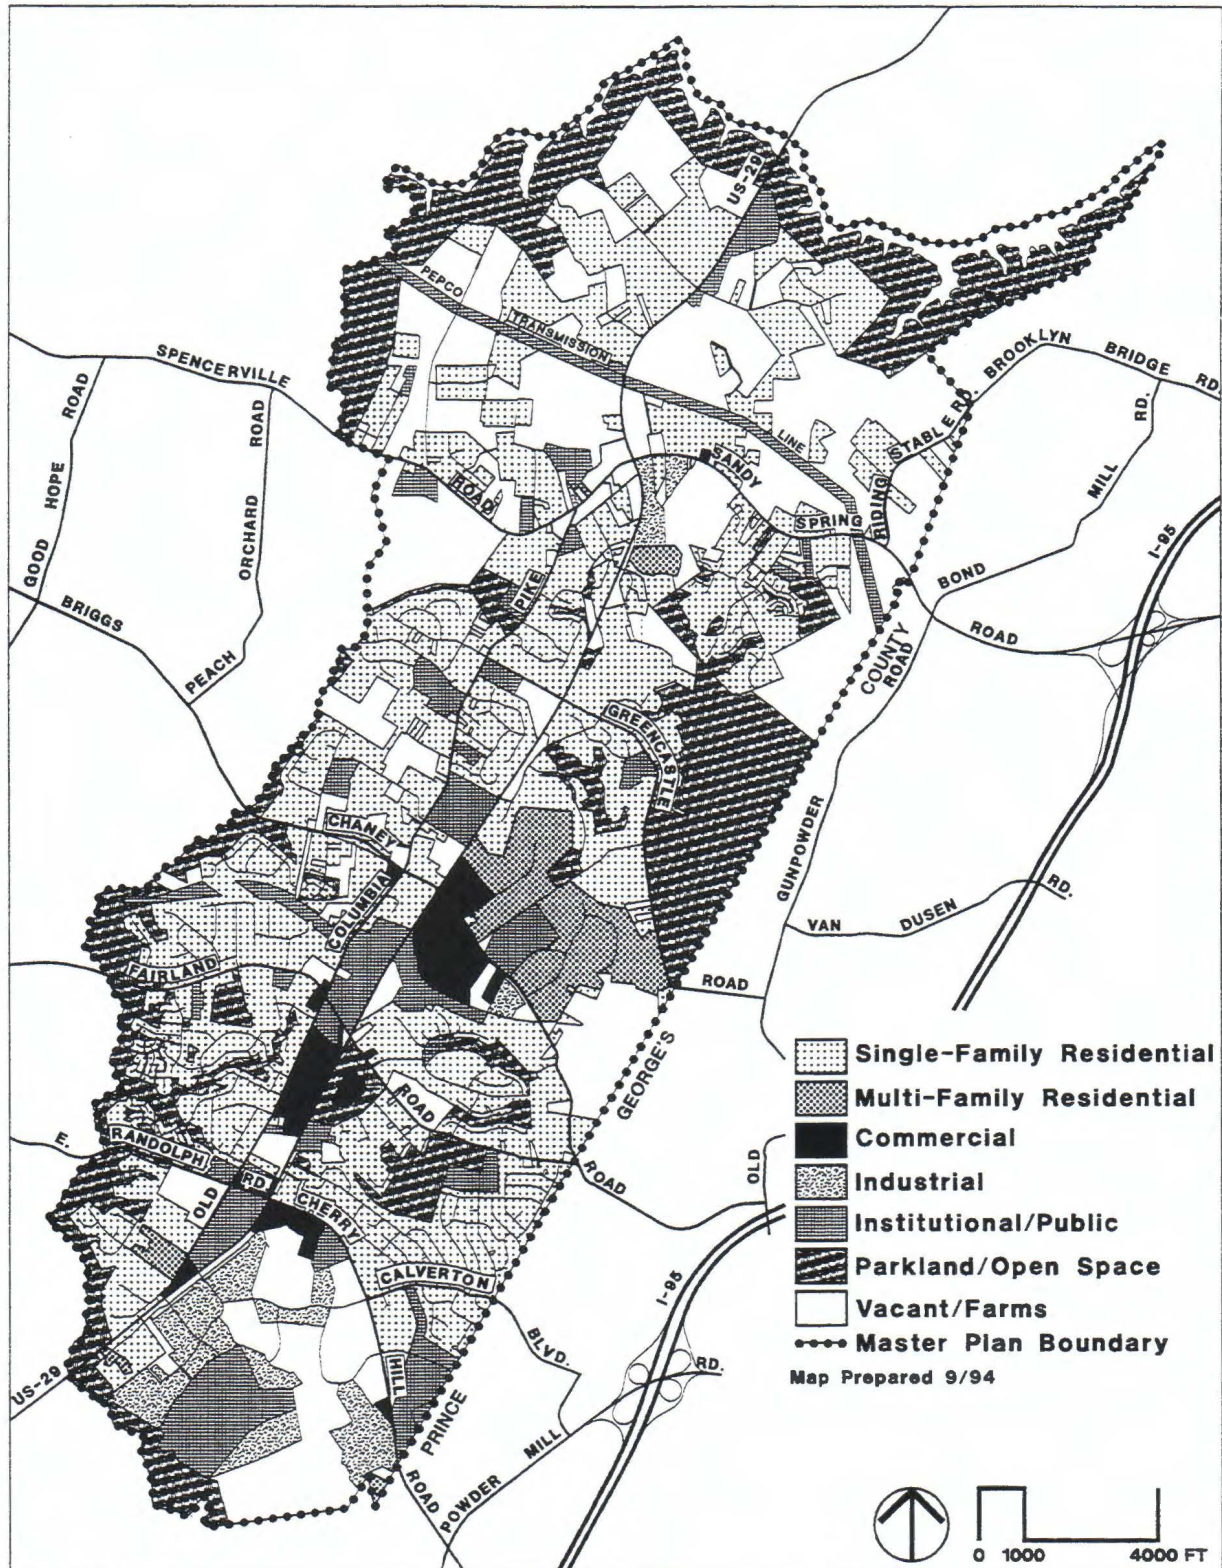 US-29
PEPCO
TRANSMISSION
LINE
SPENCERVILLE
ROAD
BROOKLYN
BRIDGE
RD.
STABLE RD.
RIDING
SANDY
SPRING
ROAD
GOOD HOPE ROAD
PEACH ORCHARD ROAD
MILL RD.
I-95
BOND
ROAD
BRIGGS
CHANEY
PIKE
COUNTY
ROAD
GREENCASTLE
ROAD
GUNPOWDER
VAN DUSEN RD.
COLUMBIA
FAIRLAND
ROAD
ROAD
GEORGE'S
E. RANDOLPH RD.
OLD
CHERRY
HILL
ROAD
CALVERTON
BLVD.
OLD
I-95
US-29
PRINCE
POWDER MILL RD.
Single-Family Residential
Multi-Family Residential
Commercial
Industrial
Institutional/Public
Parkland/Open Space
Vacant/Farms
Master Plan Boundary
Map Prepared 9/94
0 1000 4000 FT